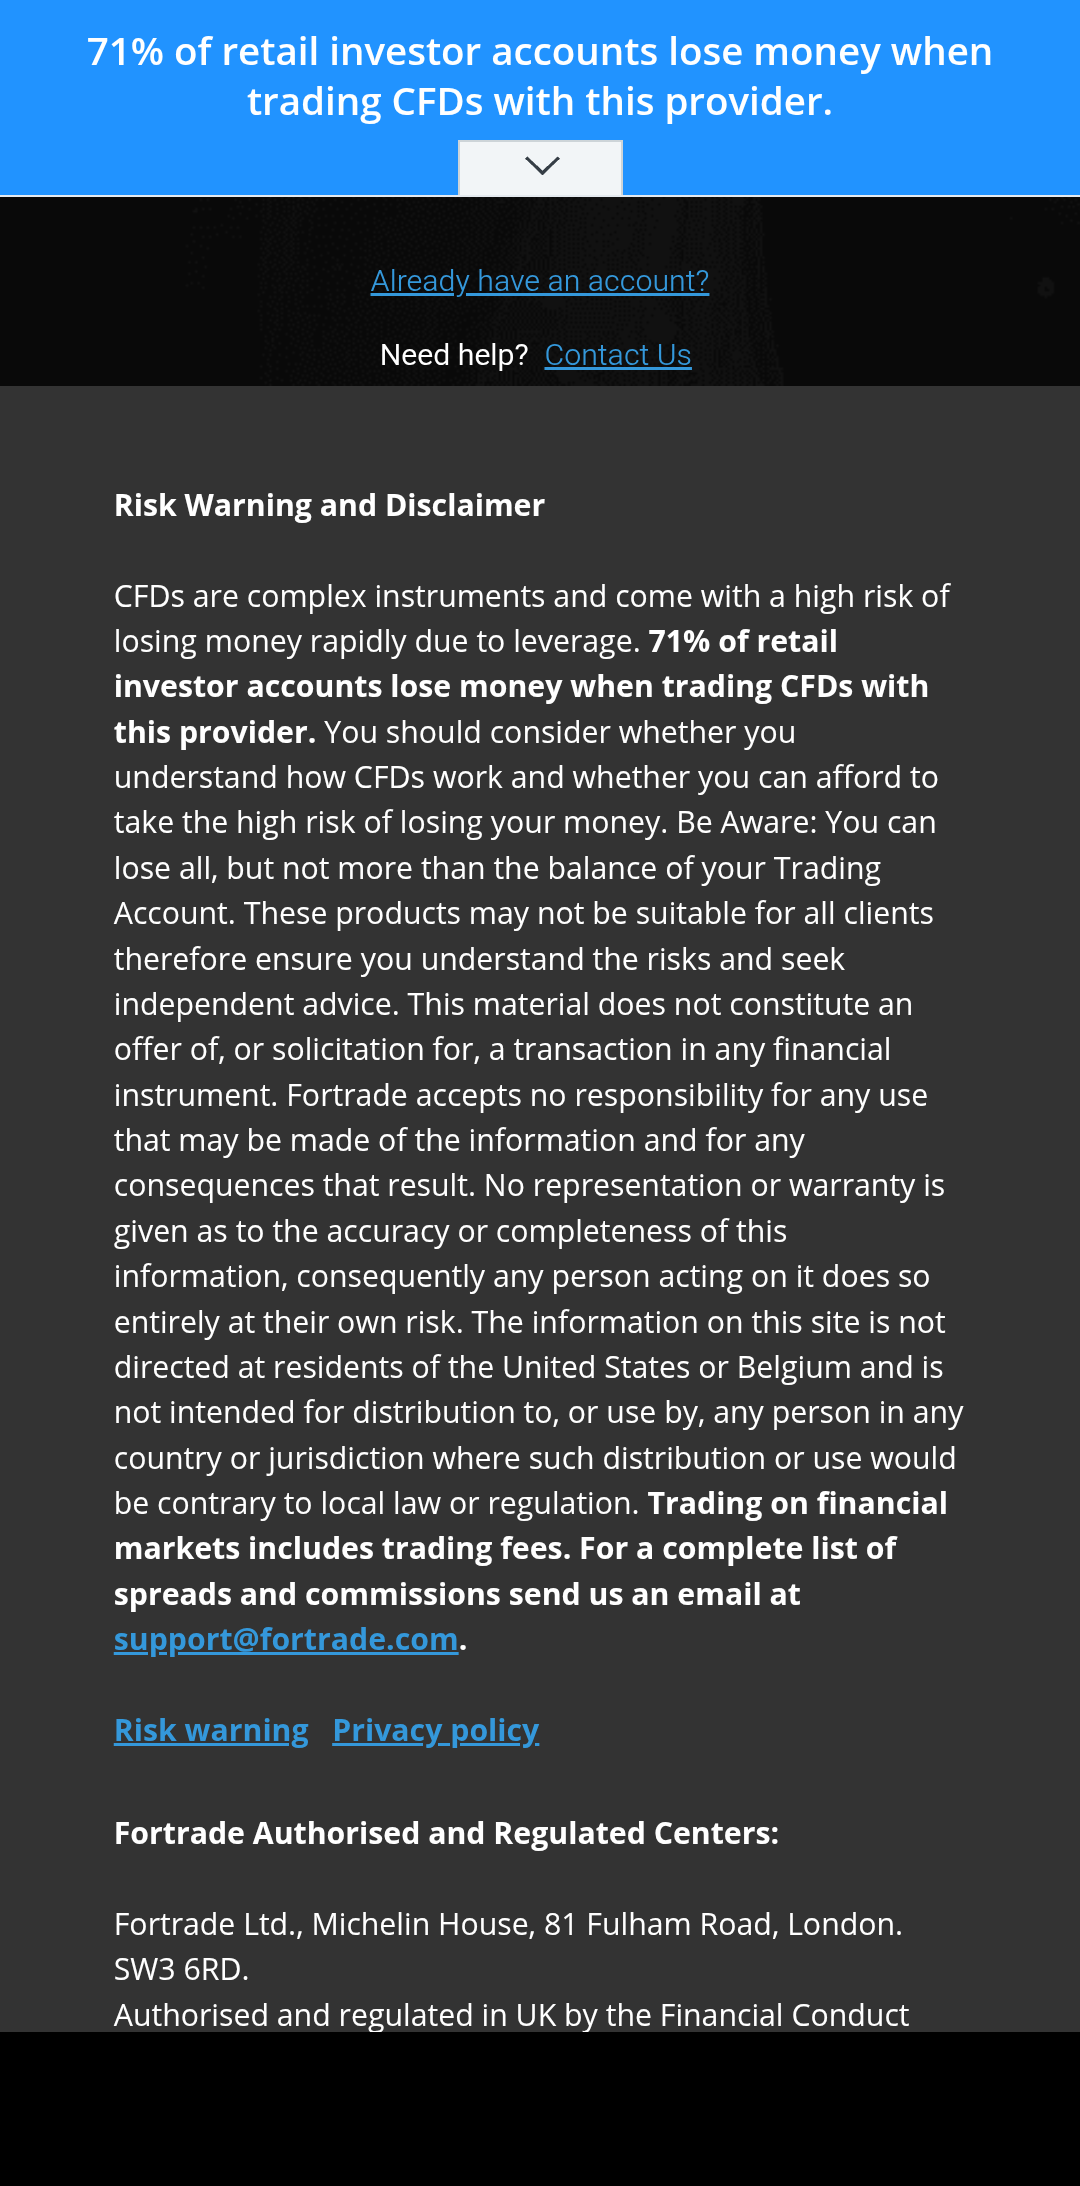 71% of retail investor accounts lose money when
trading CFDs with this provider.
Already have an account?
Need help? Contact Us
Risk Warning and Disclaimer
CFDs are complex instruments and come with a high risk of
losing money rapidly due to leverage. 71% of retail
investor accounts lose money when trading CFDs with
this provider. You should consider whether you
understand how CFDs work and whether you can afford to
take the high risk of losing your money. Be Aware: You can
lose all, but not more than the balance of your Trading
Account. These products may not be suitable for all clients
therefore ensure you understand the risks and seek
independent advice. This material does not constitute an
offer of, or solicitation for, a transaction in any financial
instrument. Fortrade accepts no responsibility for any use
that may be made of the information and for any
consequences that result. No representation or warranty is
given as to the accuracy or completeness of this
information, consequently any person acting on it does so
entirely at their own risk. The information on this site is not
directed at residents of the United States or Belgium and is
not intended for distribution to, or use by, any person in any
country or jurisdiction where such distribution or use would
be contrary to local law or regulation. Trading on financial
markets includes trading fees. For a complete list of
spreads and commissions send us an email at
support@fortrade.com.
Risk warning Privacy policy
Fortrade Authorised and Regulated Centers:
Fortrade Ltd., Michelin House, 81 Fulham Road, London.
SW3 6RD.
Authorised and regulated in UK by the Financial Conduct